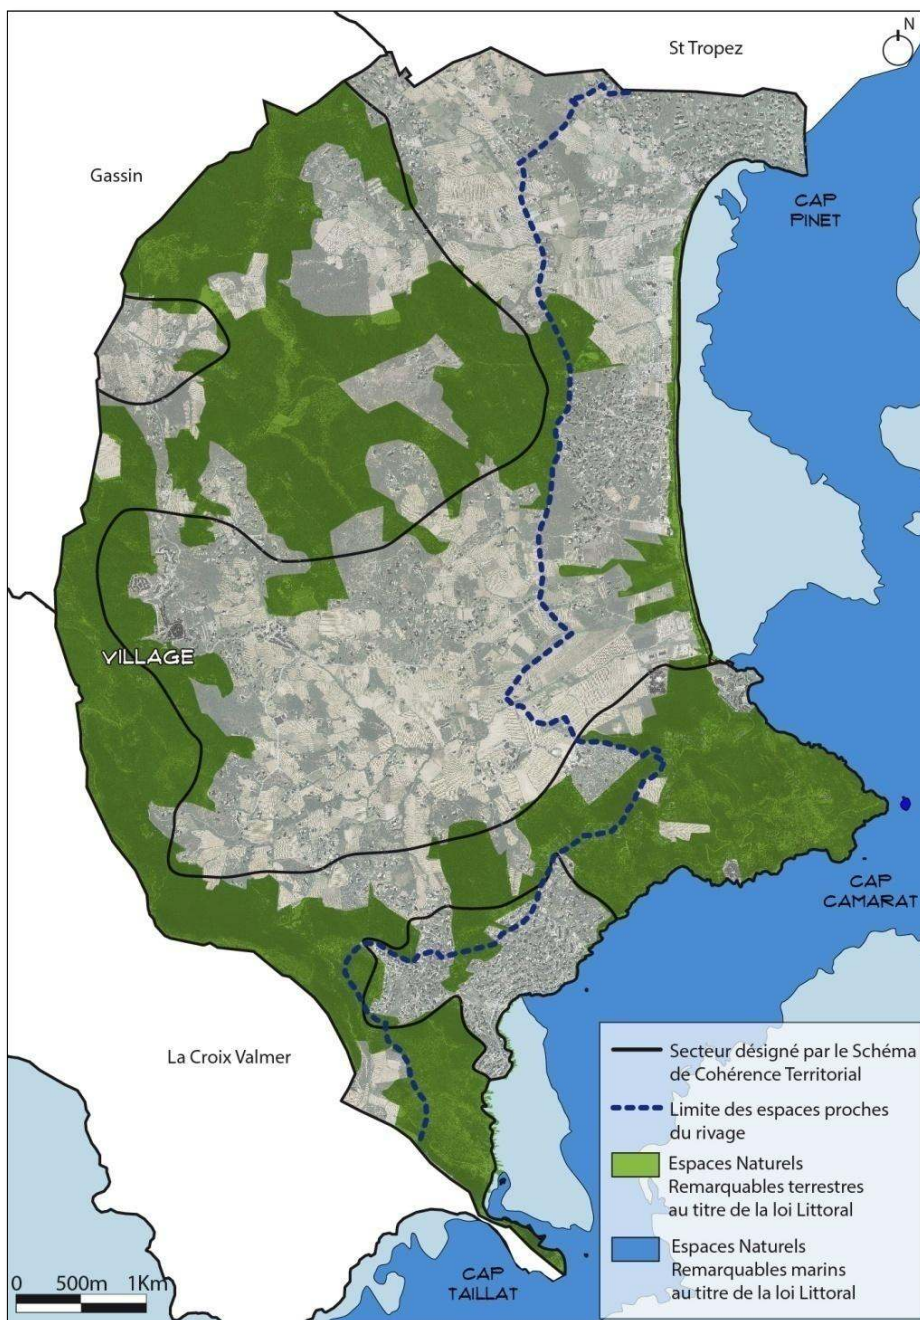 N
St Tropez
Gassin
CAP
PINET
VILLAGE
CAP
CAMARAT
La Croix Valmer
Secteur désigné par le Schéma
de Cohérence Territorial
Limite des espaces proches
du rivage
Espaces Naturels
Remarquables terrestres
au titre de la loi Littoral
Espaces Naturels
Remarquables marins
au titre de la loi Littoral
0 500m 1Km
CAP
TAILLAT